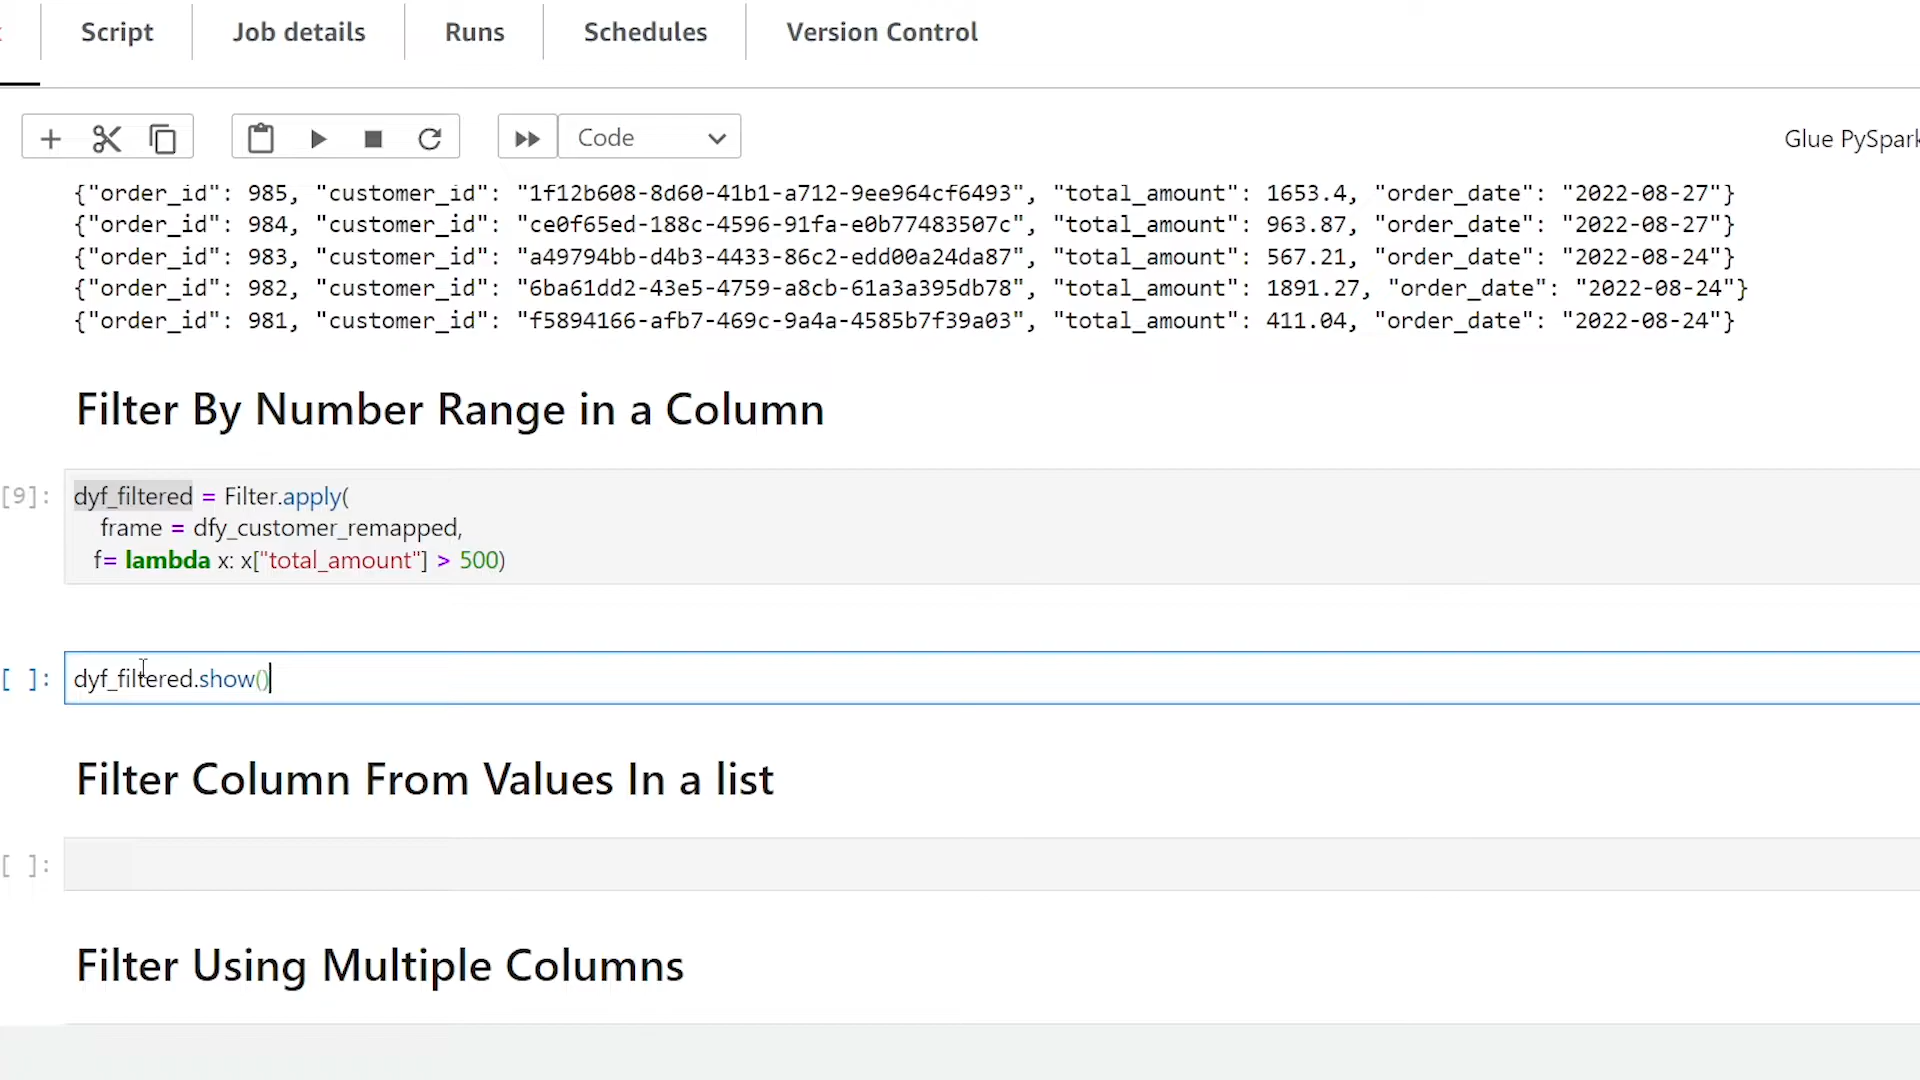 Script
Job details
Runs
Schedules
Version Control
Code
Glue PySpark
{"order_id": 985, "customer_id": "1f12b608-8d60-41b1-a712-9ee964cf6493", "total_amount": 1653.4, "order_date": "2022-08-27"}
{"order_id": 984, "customer_id": "ce0f65ed-188c-4596-91fa-e0b77483507c", "total_amount": 963.87, "order_date": "2022-08-27"}
{"order_id": 983, "customer_id": "a49794bb-d4b3-4433-86c2-edd00a24da87", "total_amount": 567.21, "order_date": "2022-08-24"}
{"order_id": 982, "customer_id": "6ba61dd2-43e5-4759-a8cb-61a3a395db78", "total_amount": 1891.27, "order_date": "2022-08-24"}
{"order_id": 981, "customer_id": "f5894166-afb7-469c-9a4a-4585b7f39a03", "total_amount": 411.04, "order_date": "2022-08-24"}
Filter By Number Range in a Column
[9]: dyf_filtered = Filter.apply(
frame = dfy_customer_remapped,
f= lambda x: x["total_amount"] > 500)
[ ]: dyf_filtered.show()
Filter Column From Values In a list
[ ]:
Filter Using Multiple Columns